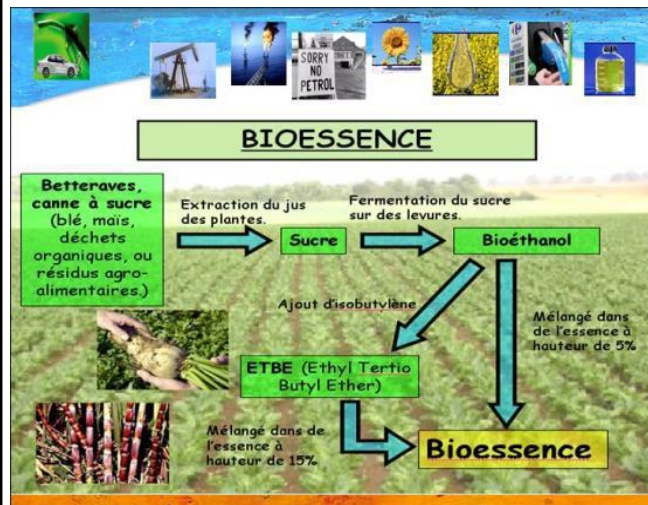 SORRY
NO
PETROL
BIOESSENCE
Betteraves,
canne à sucre
(blé, maïs,
déchets
organiques, ou
résidus agro-
alimentaires.)
Extraction du jus
des plantes.
Sucre
Fermentation du sucre
sur des levures.
Bioéthanol
Ajout d'isobutylène
Mélangé dans
de l'essence à
hauteur de 5%
ETBE (Ethyl Tertio
Butyl Ether)
Mélangé dans de
l'essence à
hauteur de 15%
Bioessence